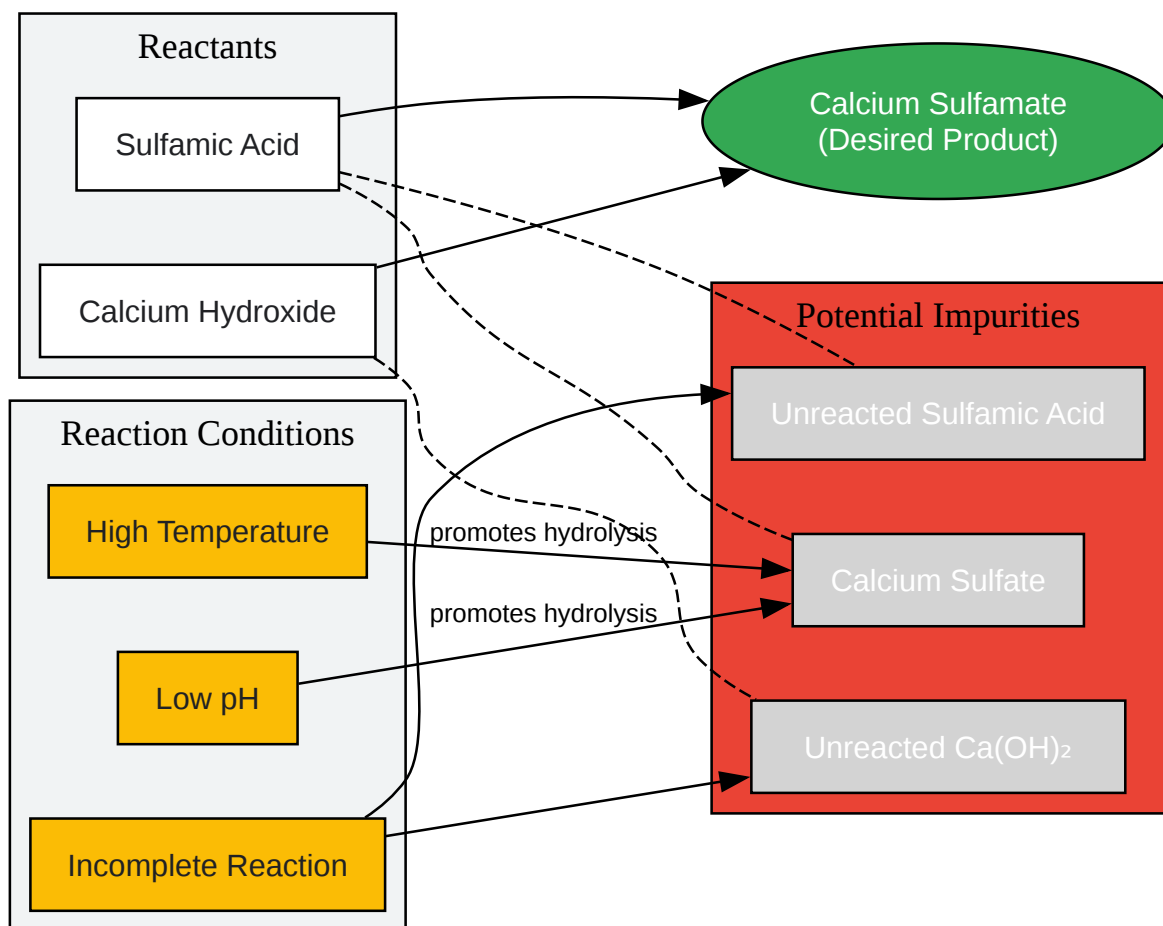 Reactants
Sulfamic Acid
Calcium Hydroxide
Calcium Sulfamate
(Desired Product)
Potential Impurities
Unreacted Sulfamic Acid
Calcium Sulfate
Unreacted Ca(OH)₂
Reaction Conditions
High Temperature
promotes hydrolysis
Low pH
promotes hydrolysis
Incomplete Reaction